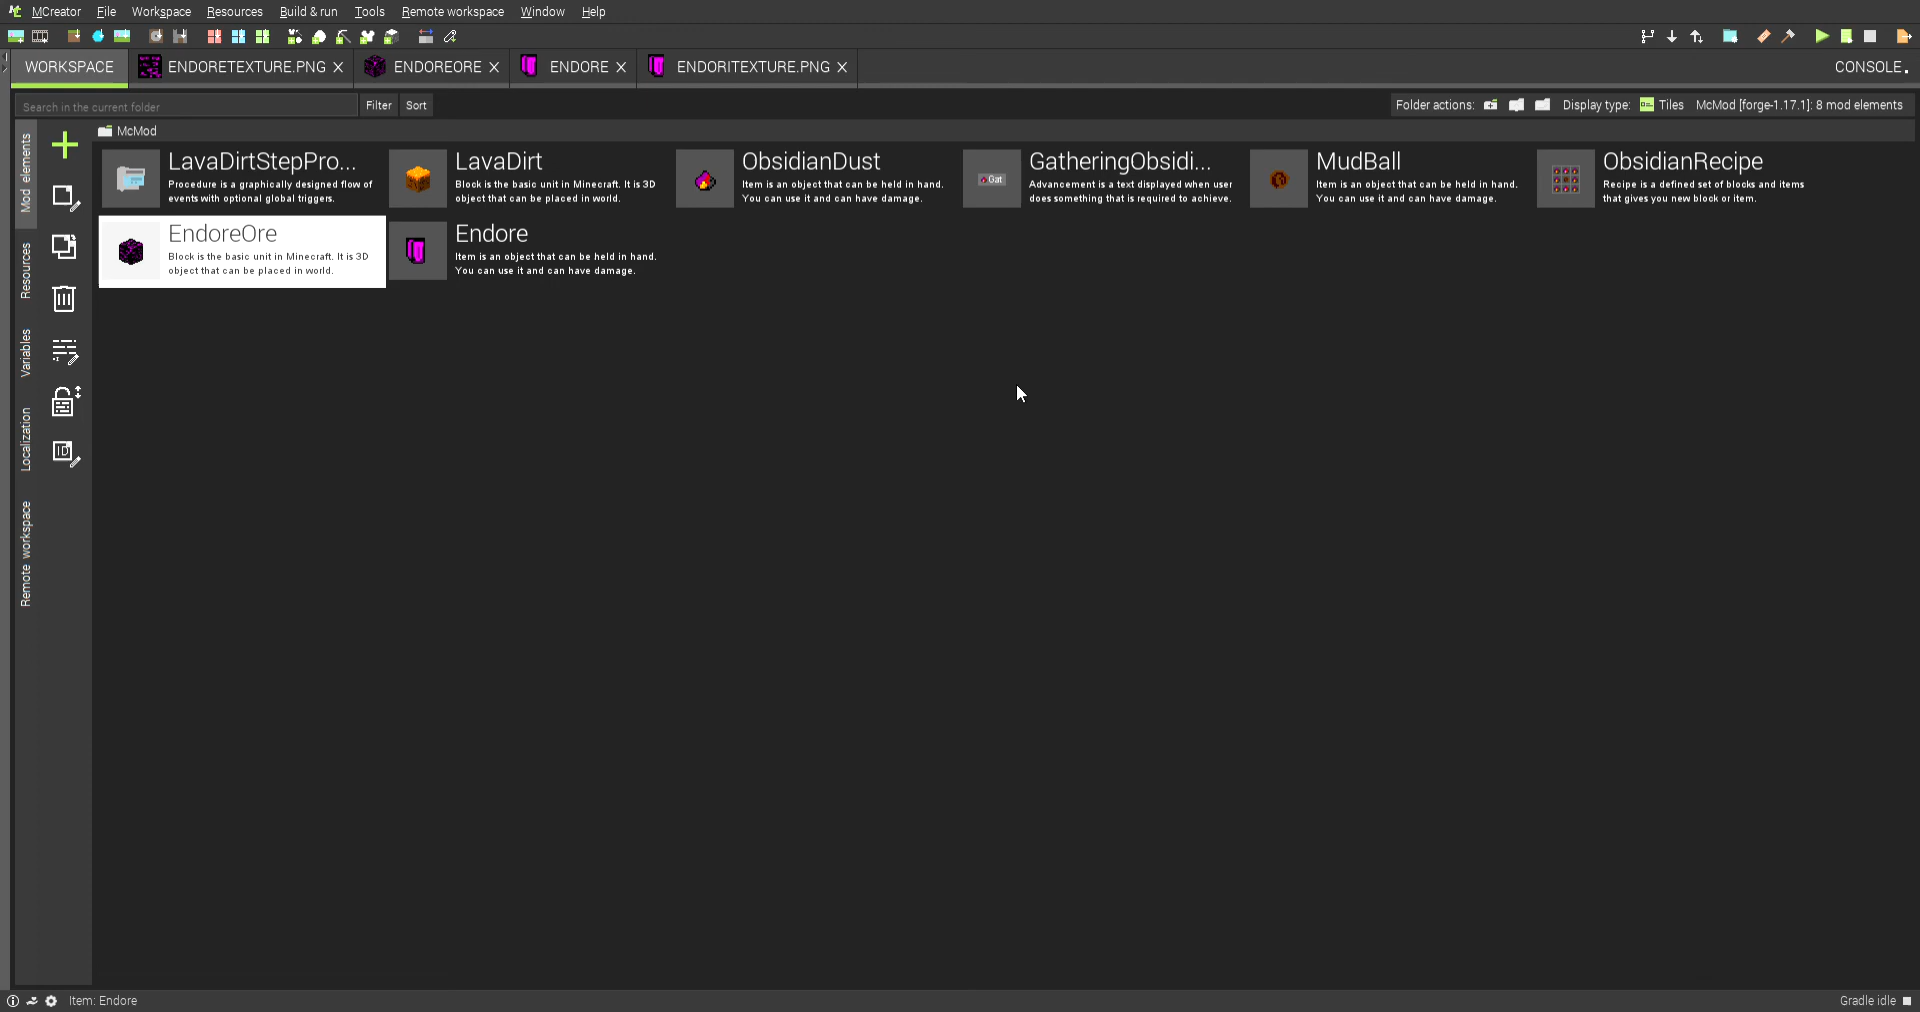 MCreator File Workspace Resources Build & run Tools Remote workspace Window Help
WORKSPACE ENDORETEXTURE.PNG ENDOREORE ENDORE ENDORITEXTURE.PNG CONSOLE
Search in the current folder Filter Sort Folder actions: Display type: Tiles McMod [forge-1.17.1]: 8 mod elements
McMod
LavaDirtStepPro...
Procedure is a graphically designed flow of
events with optional global triggers.
LavaDirt
Block is the basic unit in Minecraft. It is 3D
object that can be placed in world.
ObsidianDust
Item is an object that can be held in hand.
You can use it and can have damage.
Gat
GatheringObsidi...
Advancement is a text displayed when user
does something that is required to achieve.
MudBall
Item is an object that can be held in hand.
You can use it and can have damage.
ObsidianRecipe
Recipe is a defined set of blocks and items
that gives you new block or item.
EndoreOre
Block is the basic unit in Minecraft. It is 3D
object that can be placed in world.
Endore
Item is an object that can be held in hand.
You can use it and can have damage.
Mod elements
Resources
Variables
Localization
Remote workspace
ID
Item: Endore
Gradle idle